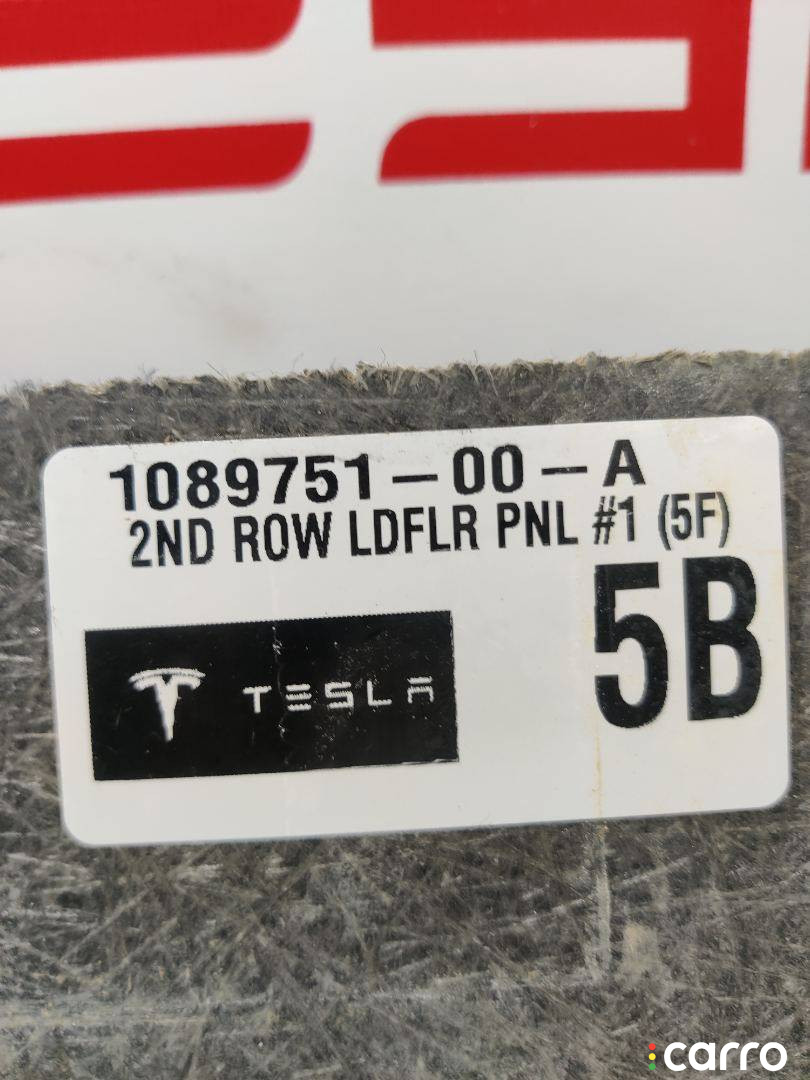 1089751-00-A
2ND ROW LDFLR PNL #1 (5F)
5B
TESLA
carro